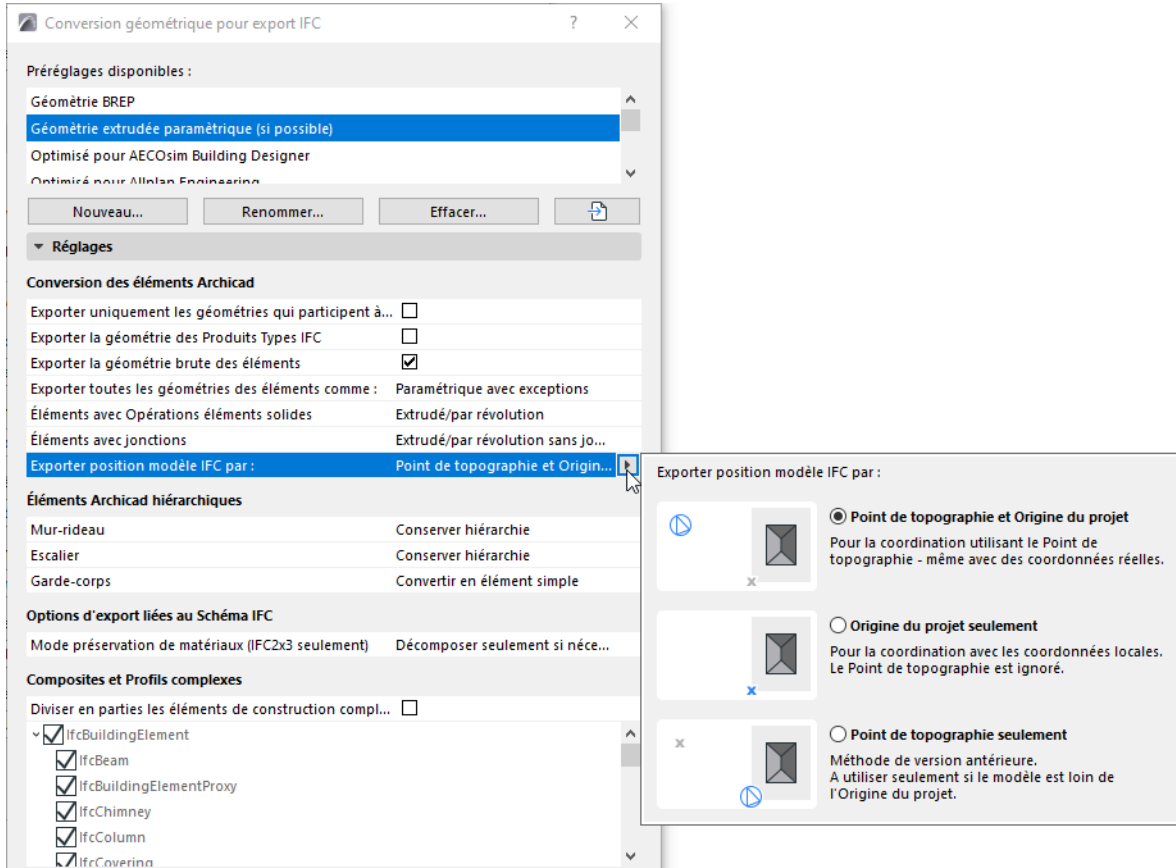 Conversion géométrique pour export IFC
?
Préréglages disponibles :
Géomètrie BREP
Géomètrie extrudée paramètrique (si possible)
Optimisé pour AECOsim Building Designer
Optimisé pour Allplan Engineering
Nouveau...
Renommer...
Effacer...
Réglages
Conversion des éléments Archicad
Exporter uniquement les géométries qui participent à...
Exporter la géométrie des Produits Types IFC
Exporter la géométrie brute des éléments
Exporter toutes les géométries des éléments comme : Paramétrique avec exceptions
Éléments avec Opérations éléments solides Extrudé/par révolution
Éléments avec jonctions Extrudé/par révolution sans jo...
Exporter position modèle IFC par : Point de topographie et Origin...
Éléments Archicad hiérarchiques
Mur-rideau Conserver hiérarchie
Escalier Conserver hiérarchie
Garde-corps Convertir en élément simple
Options d'export liées au Schéma IFC
Mode préservation de matériaux (IFC2x3 seulement) Décomposer seulement si néce...
Composites et Profils complexes
Diviser en parties les éléments de construction compl...
IfcBuildingElement
IfcBeam
IfcBuildingElementProxy
IfcChimney
IfcColumn
IfcCovering
Exporter position modèle IFC par :
Point de topographie et Origine du projet
Pour la coordination utilisant le Point de
topographie - même avec des coordonnées réelles.
Origine du projet seulement
Pour la coordination avec les coordonnées locales.
Le Point de topographie est ignoré.
Point de topographie seulement
Méthode de version antérieure.
A utiliser seulement si le modèle est loin de
l'Origine du projet.